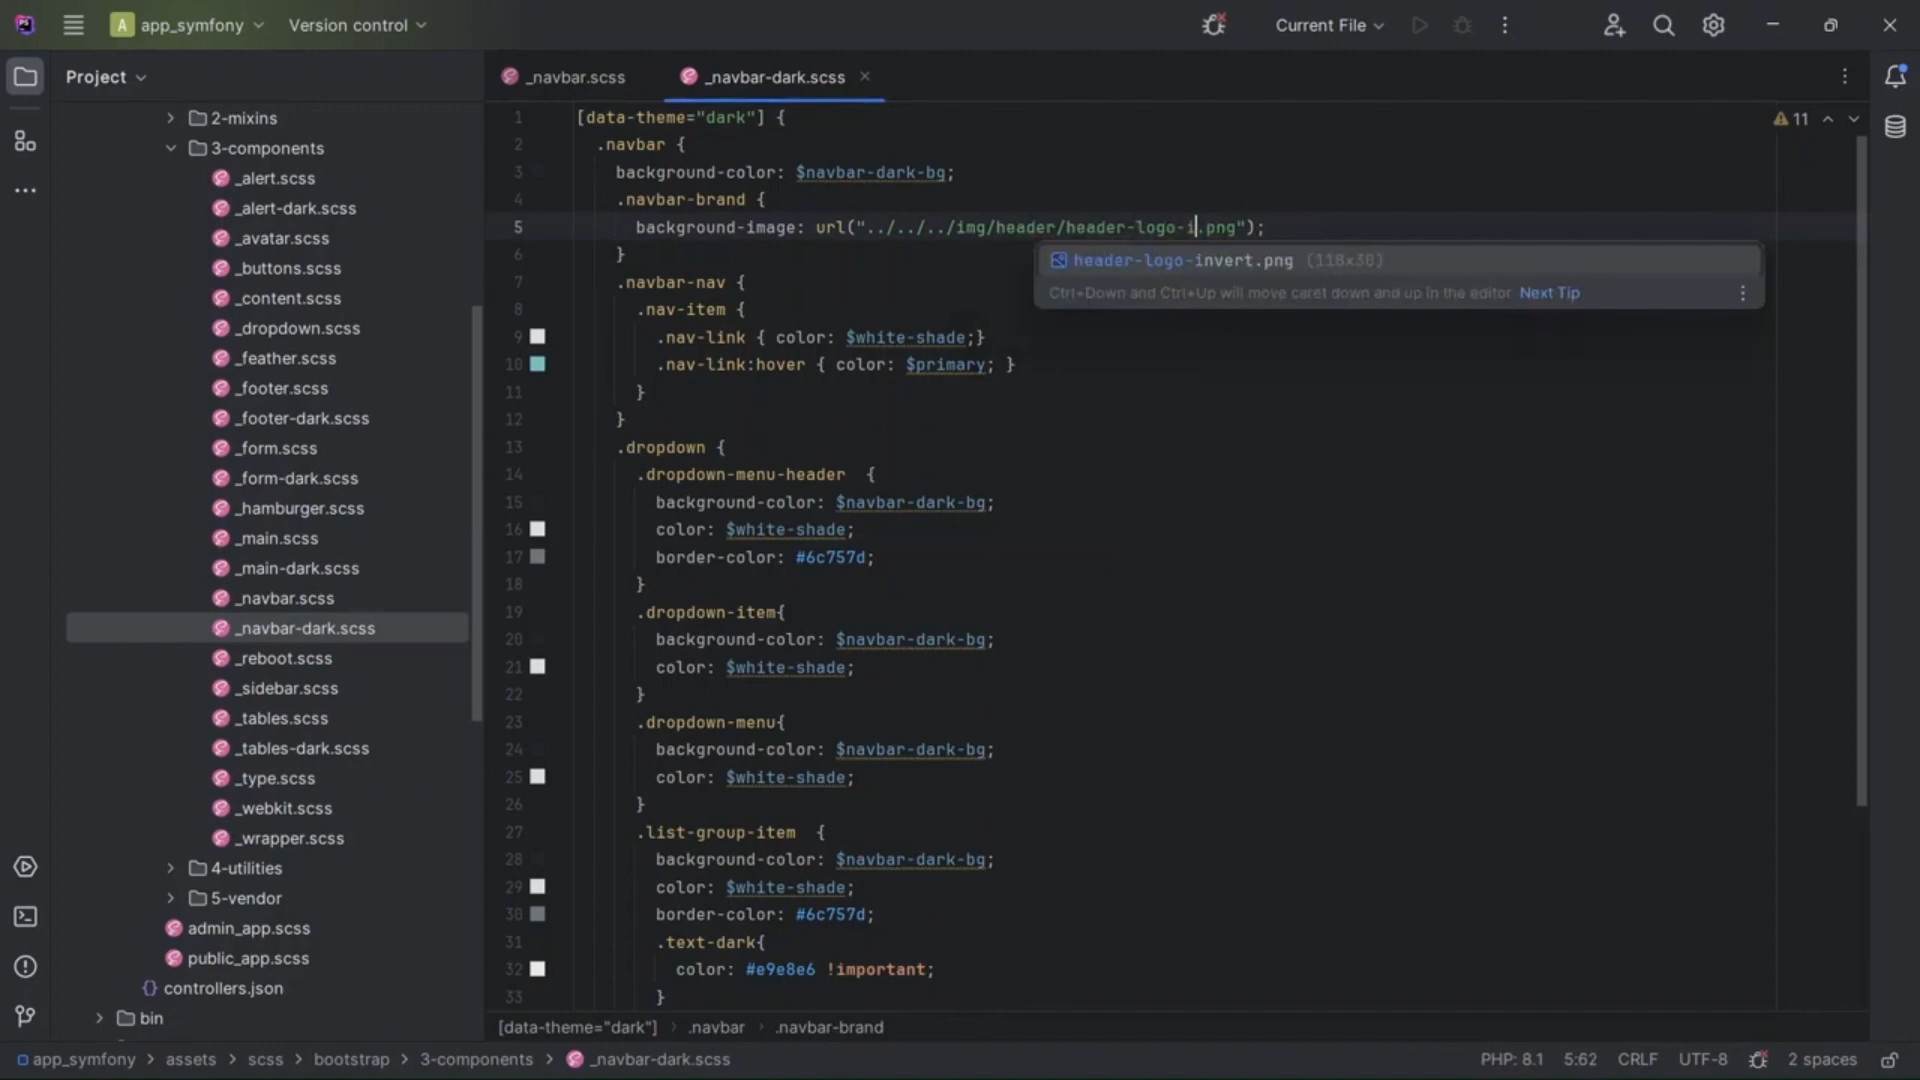 PS
A app_symfony
Version control
Current File
Project
2-mixins
3-components
_alert.scss
_alert-dark.scss
_avatar.scss
_buttons.scss
_content.scss
_dropdown.scss
_feather.scss
_footer.scss
_footer-dark.scss
_form.scss
_form-dark.scss
_hamburger.scss
_main.scss
_main-dark.scss
_navbar.scss
_navbar-dark.scss
_reboot.scss
_sidebar.scss
_tables.scss
_tables-dark.scss
_type.scss
_webkit.scss
_wrapper.scss
4-utilities
5-vendor
admin_app.scss
public_app.scss
{} controllers.json
bin
_navbar.scss
_navbar-dark.scss
11
1 [data-theme="dark"] {
2 .navbar {
3 background-color: $navbar-dark-bg;
4 .navbar-brand {
5 background-image: url("../../../img/header/header-logo-i.png");
header-logo-invert.png (118x30)
Ctrl+Down and Ctrl+Up will move caret down and up in the editor Next Tip
6 }
7 .navbar-nav {
8 .nav-item {
9 .nav-link { color: $white-shade;}
10 .nav-link:hover { color: $primary; }
11 }
12 }
13 .dropdown {
14 .dropdown-menu-header  {
15 background-color: $navbar-dark-bg;
16 color: $white-shade;
17 border-color: #6c757d;
18 }
19 .dropdown-item{
20 background-color: $navbar-dark-bg;
21 color: $white-shade;
22 }
23 .dropdown-menu{
24 background-color: $navbar-dark-bg;
25 color: $white-shade;
26 }
27 .list-group-item  {
28 background-color: $navbar-dark-bg;
29 color: $white-shade;
30 border-color: #6c757d;
31 .text-dark{
32 color: #e9e8e6 !important;
33 }
[data-theme="dark"] › .navbar › .navbar-brand
app_symfony › assets › scss › bootstrap › 3-components › _navbar-dark.scss
PHP: 8.1 5:62 CRLF UTF-8 2 spaces